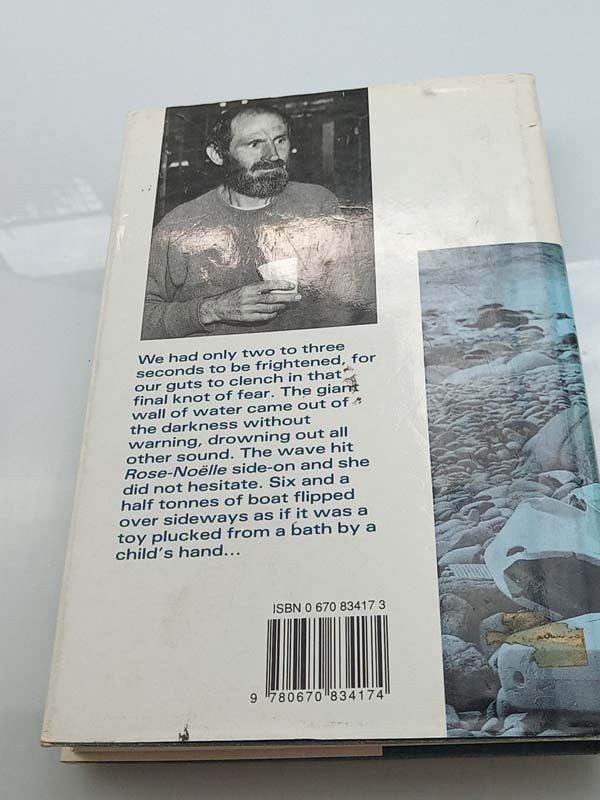 We had only two to three
seconds to be frightened, for
our guts to clench in that
final knot of fear. The giant
wall of water came out of
the darkness without
warning, drowning out all
other sound. The wave hit
Rose-Noëlle side-on and she
did not hesitate. Six and a
half tonnes of boat flipped
over sideways as if it was a
toy plucked from a bath by a
child's hand...
ISBN 0 670 83417 3
9 780670 834174